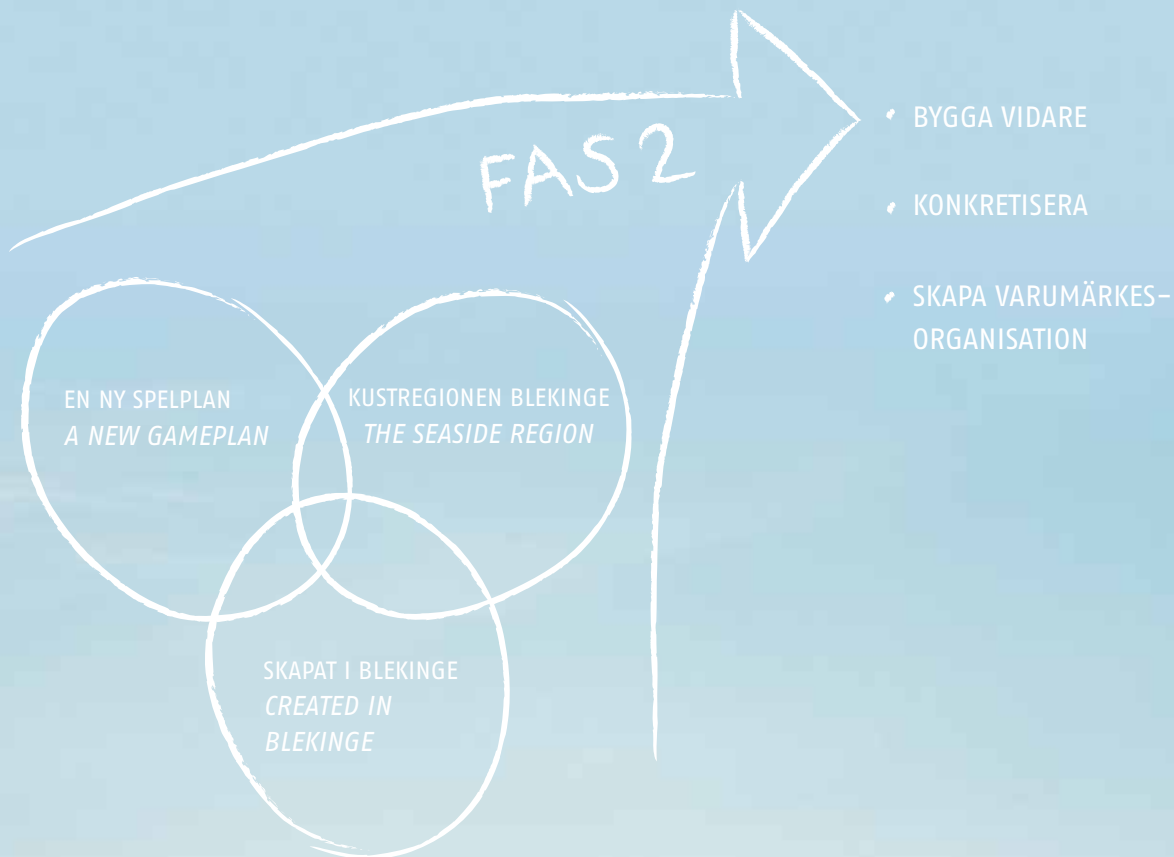 FAS 2
• BYGGA VIDARE
• KONKRETISERA
• SKAPA VARUMÄRKES-
ORGANISATION
EN NY SPELPLAN
A NEW GAMEPLAN
KUSTREGIONEN BLEKINGE
THE SEASIDE REGION
SKAPAT I BLEKINGE
CREATED IN
BLEKINGE